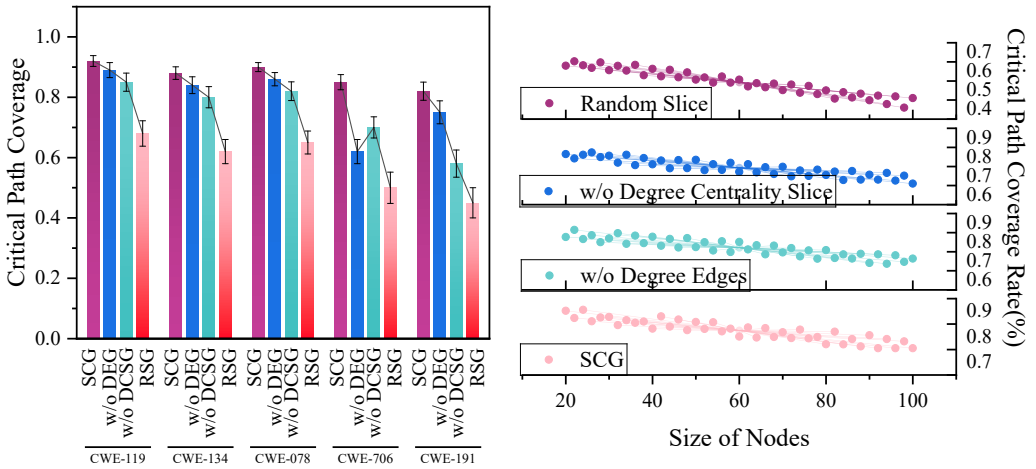 Critical Path Coverage
1.0
0.8
0.6
0.4
0.2
0.0
SCG
w/o DEG
w/o DCSG
RSG
SCG
w/o DEG
w/o DCSG
RSG
SCG
w/o DEG
w/o DCSG
RSG
SCG
w/o DEG
w/o DCSG
RSG
SCG
w/o DEG
w/o DCSG
RSG
CWE-119
CWE-134
CWE-078
CWE-706
CWE-191
Random Slice
0.7
0.6
0.5
0.4
w/o Degree Centrality Slice
0.9
0.8
0.7
0.6
w/o Degree Edges
0.9
0.8
0.7
0.6
SCG
0.9
0.8
0.7
20
40
60
80
100
Size of Nodes
Critical Path Coverage Rate(%)